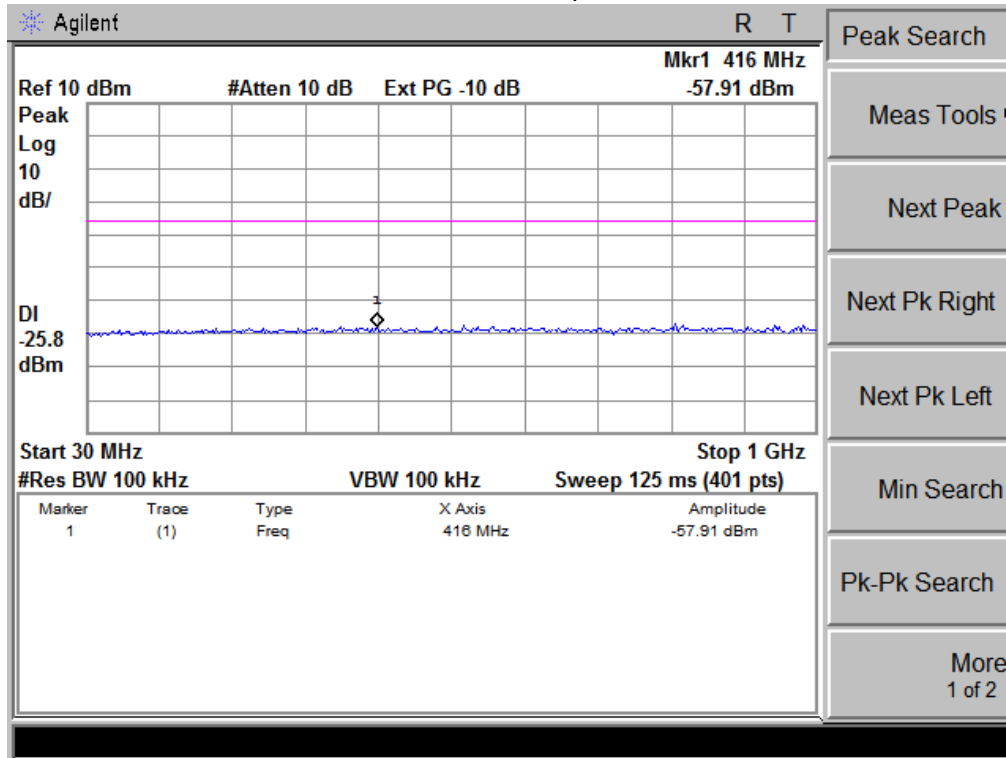 Agilent R T
Peak Search
Mkr1 416 MHz
Ref 10 dBm #Atten 10 dB Ext PG -10 dB -57.91 dBm
Peak
Log
10
dB/
1
DI
-25.8
dBm
Start 30 MHz Stop 1 GHz
#Res BW 100 kHz VBW 100 kHz Sweep 125 ms (401 pts)
Marker Trace Type X Axis Amplitude
1 (1) Freq 416 MHz -57.91 dBm
Meas Tools
Next Peak
Next Pk Right
Next Pk Left
Min Search
Pk-Pk Search
More
1 of 2